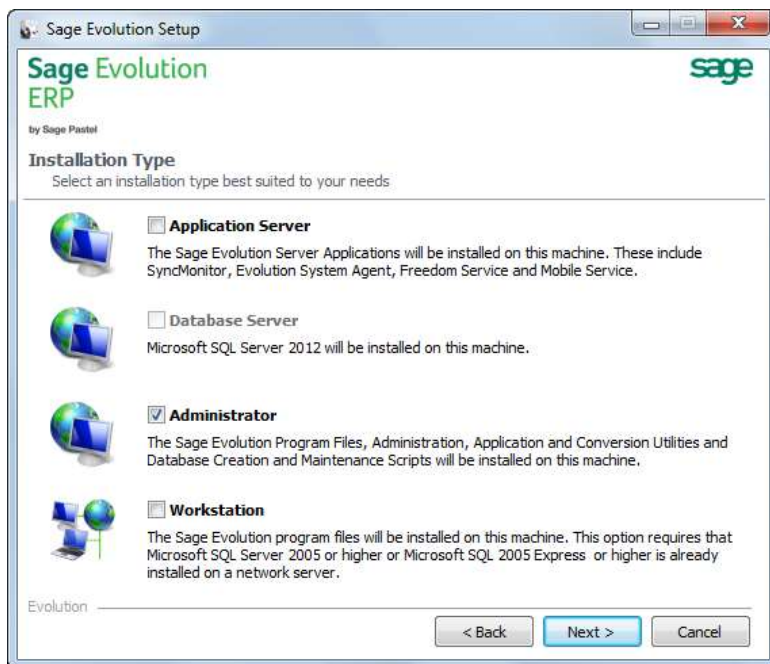 Sage Evolution Setup
Sage Evolution
ERP
sage
by Sage Pastel
Installation Type
Select an installation type best suited to your needs
Application Server
The Sage Evolution Server Applications will be installed on this machine. These include
SyncMonitor, Evolution System Agent, Freedom Service and Mobile Service.
Database Server
Microsoft SQL Server 2012 will be installed on this machine.
Administrator
The Sage Evolution Program Files, Administration, Application and Conversion Utilities and
Database Creation and Maintenance Scripts will be installed on this machine.
Workstation
The Sage Evolution program files will be installed on this machine. This option requires that
Microsoft SQL Server 2005 or higher or Microsoft SQL 2005 Express or higher is already
installed on a network server.
Evolution
< Back
Next >
Cancel